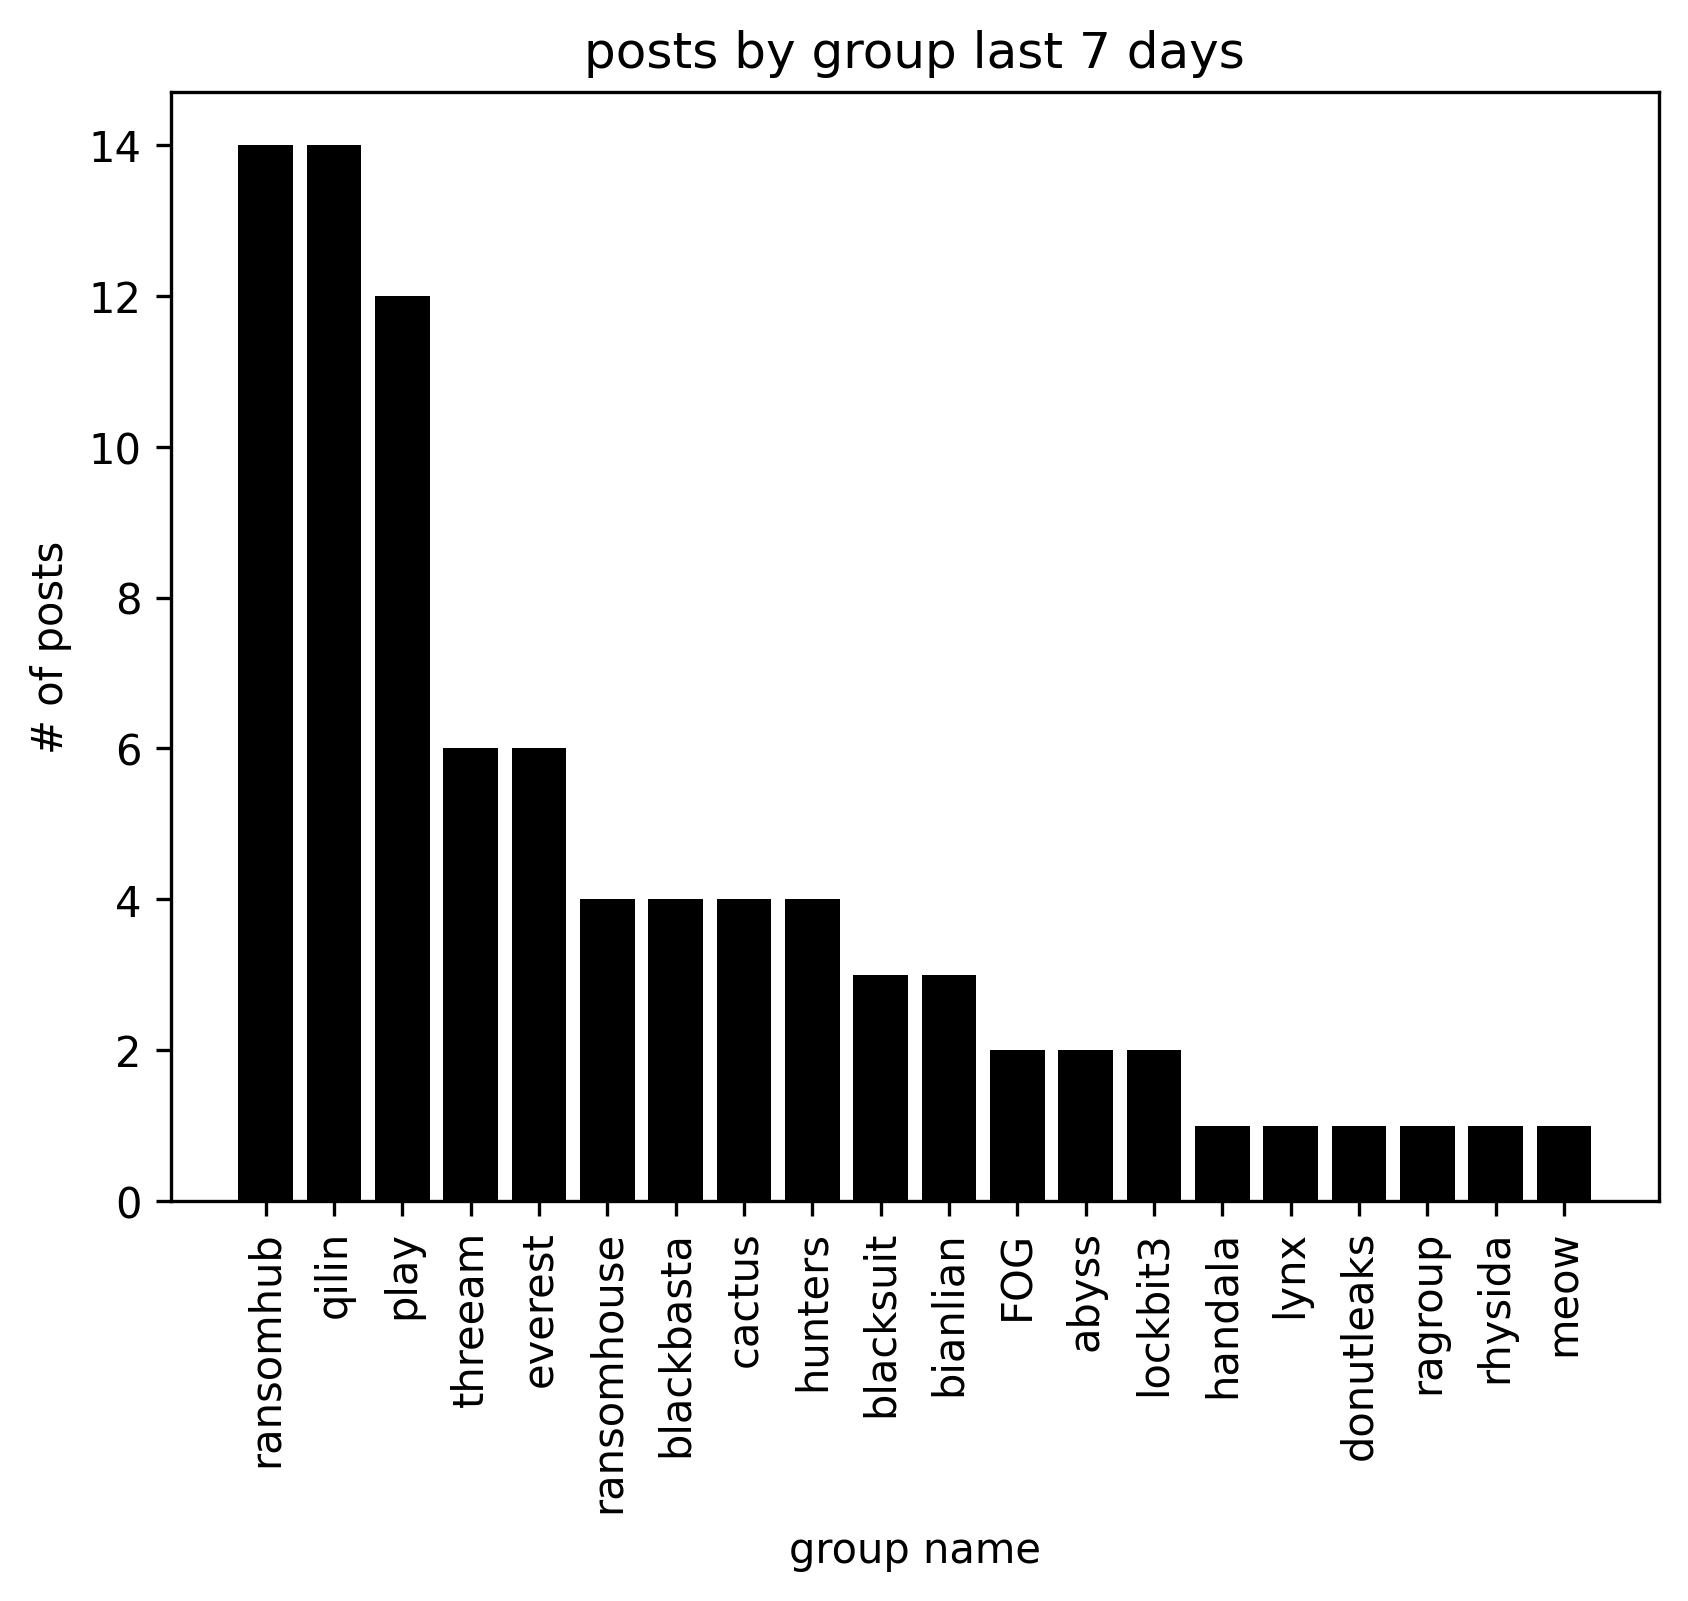 posts by group last 7 days
14
12
10
8
6
4
2
0
# of posts
ransomhub
qilin
play
threeam
everest
ransomhouse
blackbasta
cactus
hunters
blacksuit
bianlian
FOG
abyss
lockbit3
handala
lynx
donutleaks
ragroup
rhysida
meow
group name